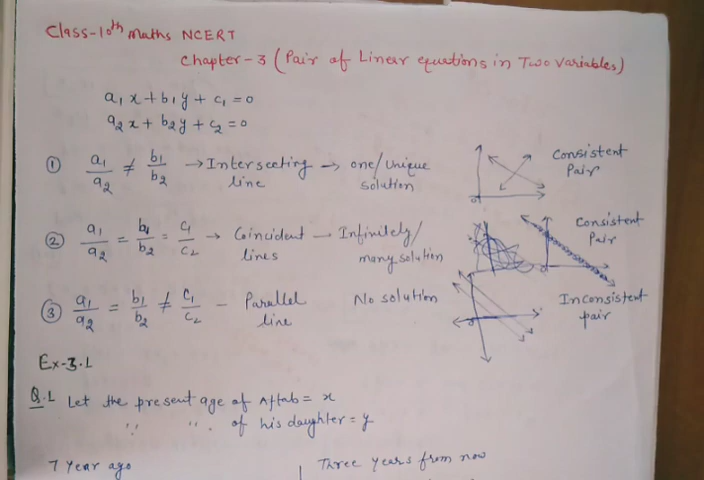 Class-10th Maths NCERT
Chapter-3 (Pair of Linear equations in Two Variables)
a₁x+b₁y+c₁=0
a₂x+b₂y+c₂=0
① a₁/a₂ ≠ b₁/b₂ → Intersecting line → one/Unique solution Consistent Pair
② a₁/a₂ = b₁/b₂ = c₁/c₂ → Coincident lines – Infinitely/many solution Consistent Pair
③ a₁/a₂ = b₁/b₂ ≠ c₁/c₂ – Parallel line No solution Inconsistent pair
Ex-3.1
Q.1 Let the present age of Aftab = x
" " of his daughter = y
7 Year ago Three years from now